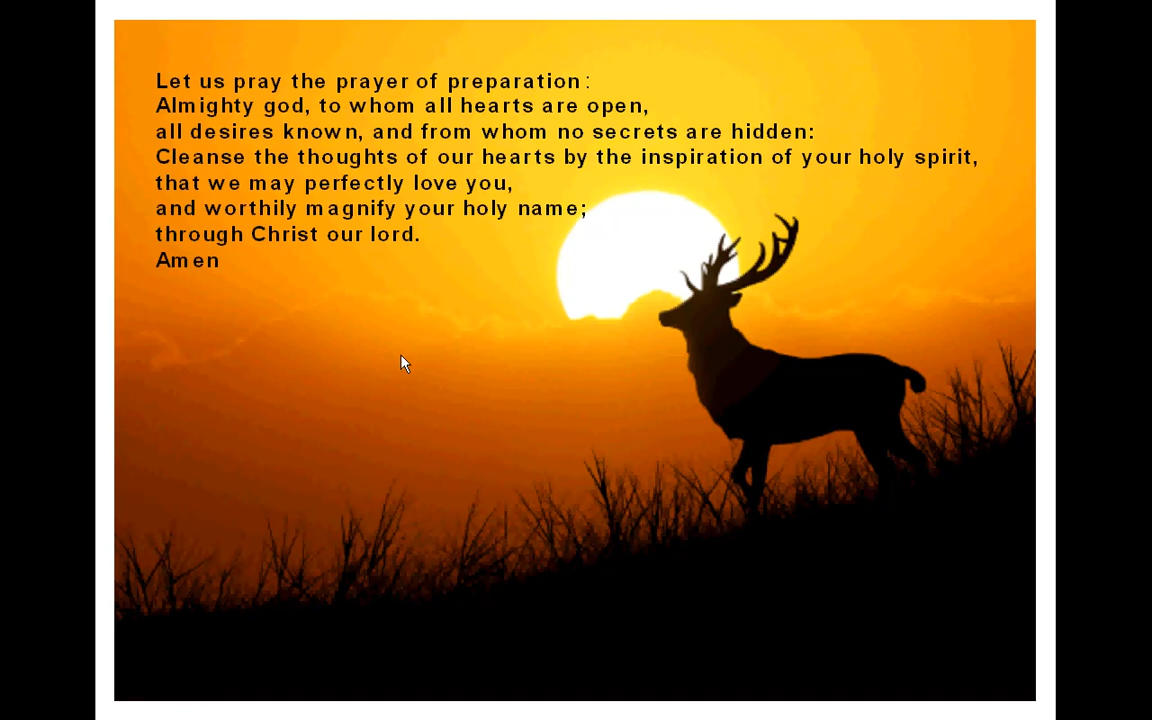 Let us pray the prayer of preparation:
Almighty god, to whom all hearts are open,
all desires known, and from whom no secrets are hidden:
Cleanse the thoughts of our hearts by the inspiration of your holy spirit,
that we may perfectly love you,
and worthily magnify your holy name;
through Christ our lord.
Amen